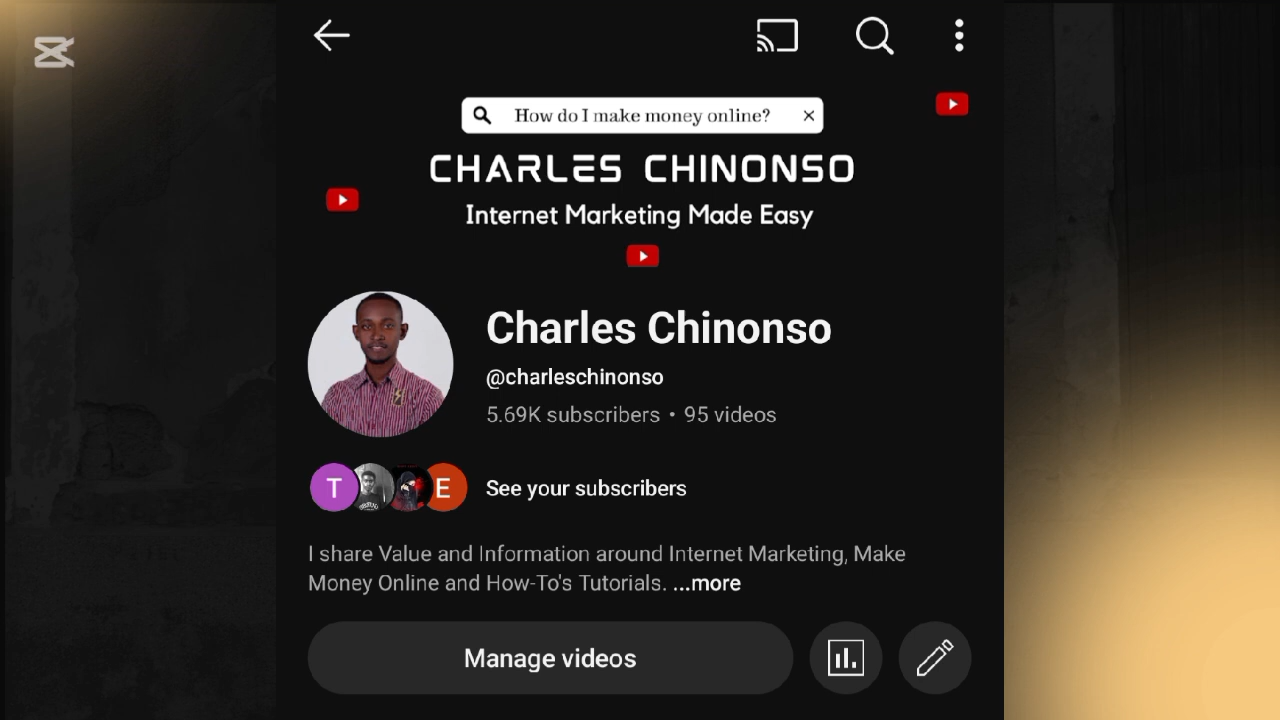 How do I make money online?
CHARLES CHINONSO
Internet Marketing Made Easy
Charles Chinonso
@charleschinonso
5.69K subscribers • 95 videos
T E See your subscribers
I share Value and Information around Internet Marketing, Make
Money Online and How-To's Tutorials. ...more
Manage videos